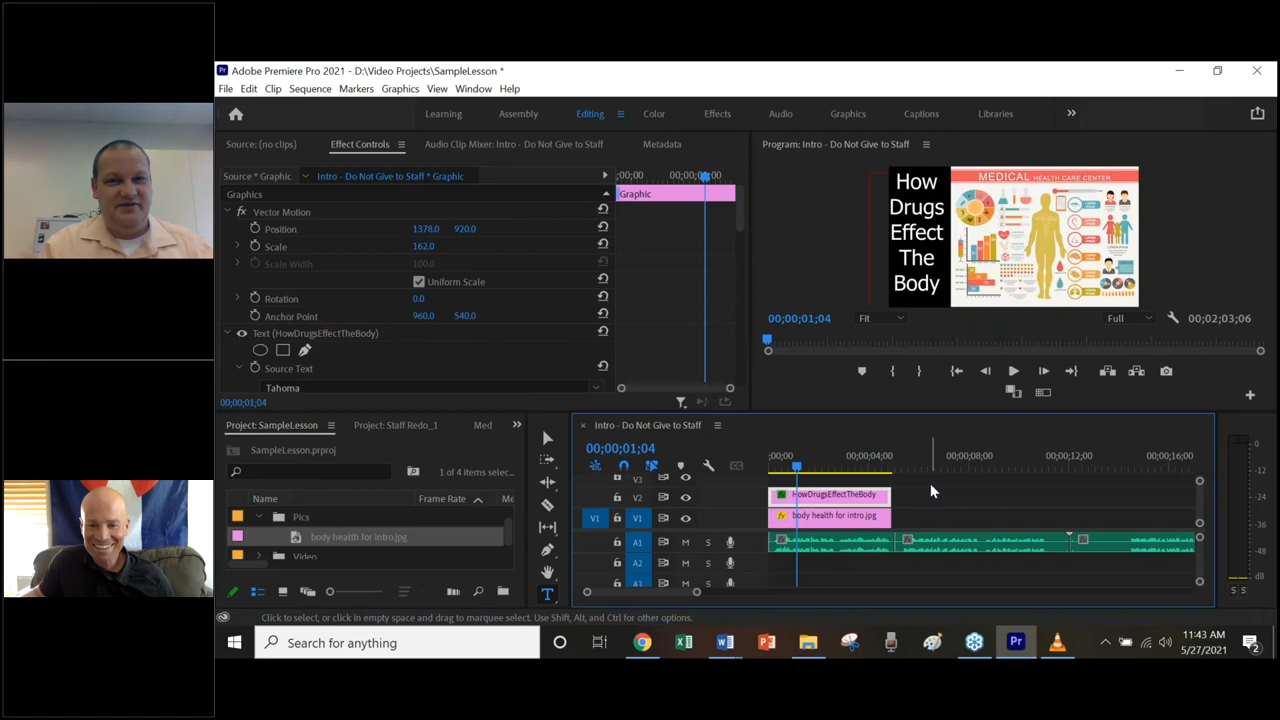 Adobe Premiere Pro 2021 - D:\Video Projects\SampleLesson *
File Edit Clip Sequence Markers Graphics View Window Help
Learning Assembly Editing Color Effects Audio Graphics Captions Libraries
Source: (no clips) Effect Controls Audio Clip Mixer: Intro - Do Not Give to Staff Metadata
Source * Graphic Intro - Do Not Give to Staff * Graphic ;00;00 00;00;0 ;00
Graphics
Graphic
Vector Motion
Position 1378.0 920.0
Scale 162.0
Scale Width 100.0
Uniform Scale
Rotation 0.0
Anchor Point 960.0 540.0
Text (HowDrugsEffectTheBody)
Source Text
Tahoma
00;00;01;04
Program: Intro - Do Not Give to Staff
How
Drugs
Effect
The
Body
MEDICAL HEALTH CARE CENTER
00;00;01;04 Fit Full 00;02;03;06
Project: SampleLesson Project: Staff Redo_1 Med
SampleLesson.prproj
1 of 4 items selec...
Name Frame Rate Me
Pics
body health for intro.jpg
Video
Intro - Do Not Give to Staff
00;00;01;04
;00;00 00;00;04;00 00;00;08;00 00;00;12;00 00;00;16;00
V3
V2 HowDrugsEffectTheBody
V1 V1 body health for intro.jpg
A1 M S
A2 M S
A3 M S
0
-12
-24
-36
-48
dB
S S
Click to select, or click in empty space and drag to marquee select. Use Shift, Alt, and Ctrl for other options.
Search for anything
11:43 AM
5/27/2021
2